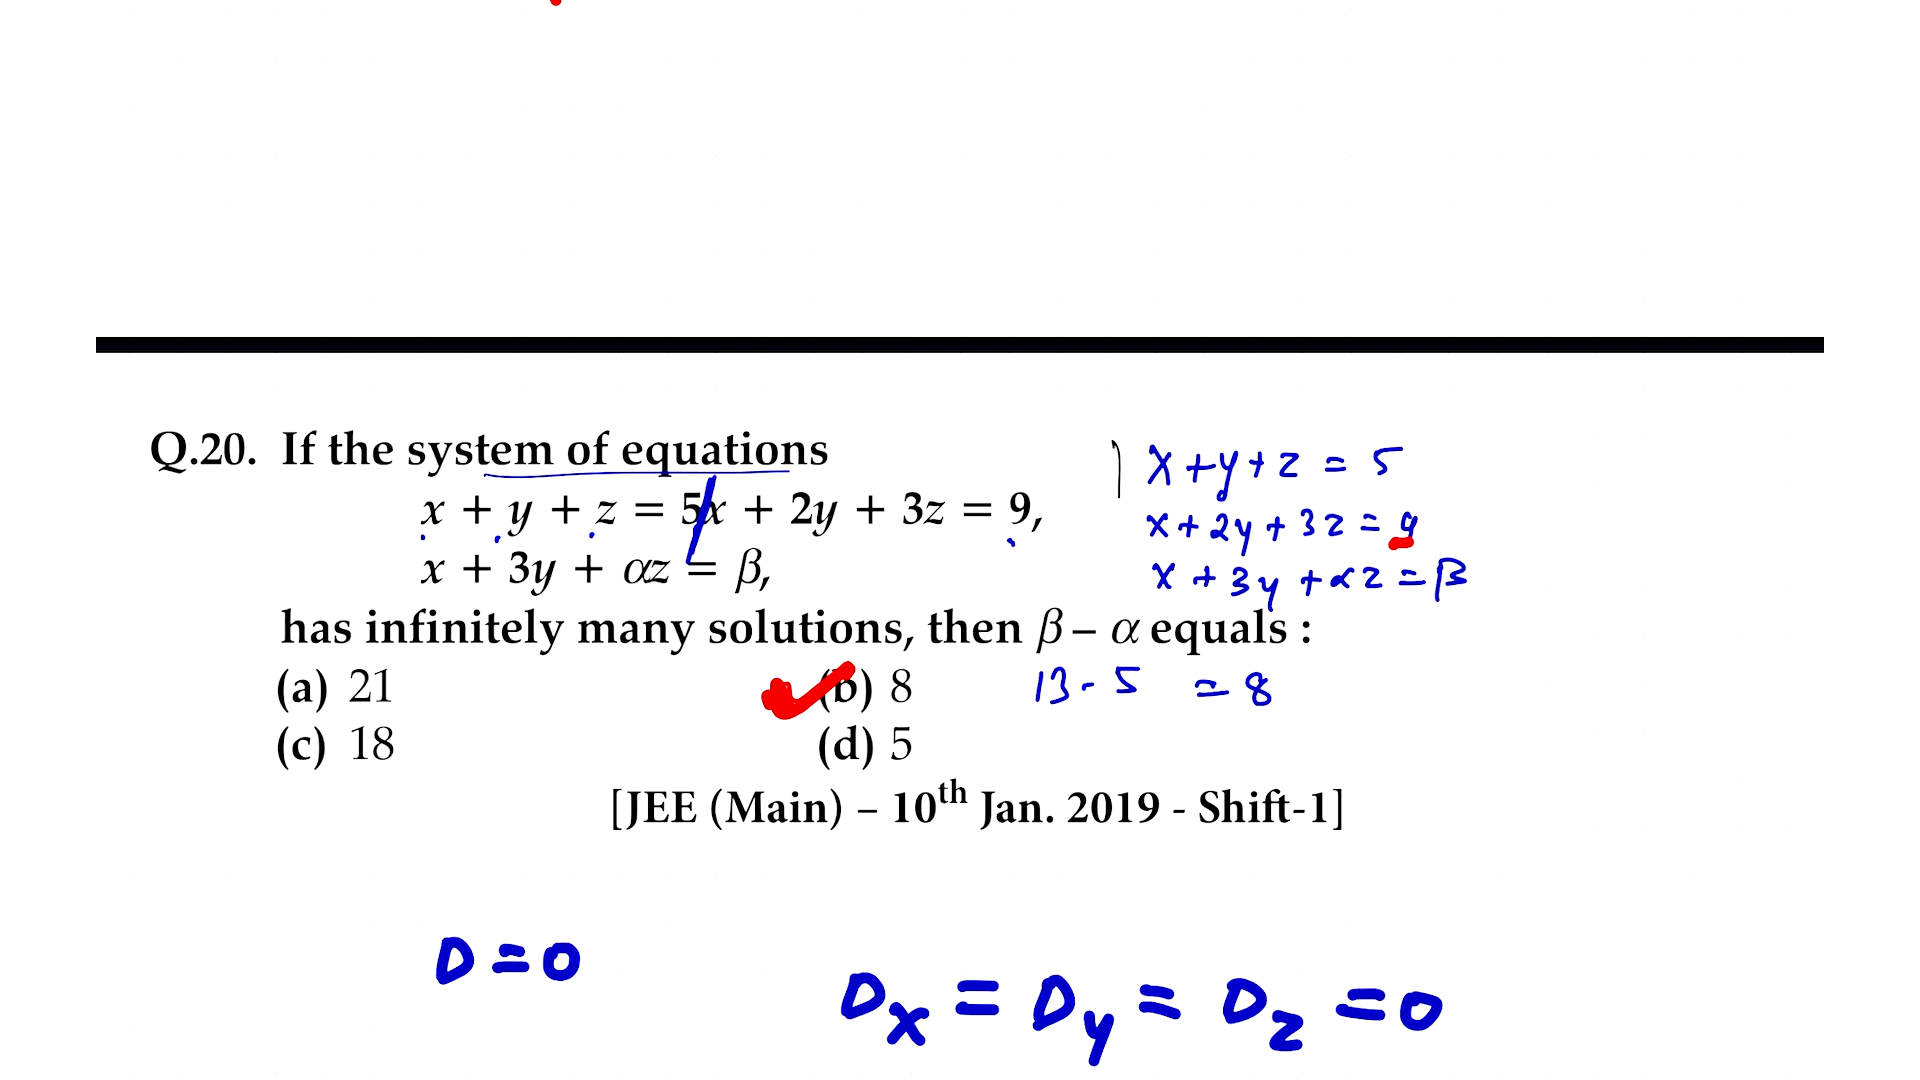 Q.20. If the system of equations
x + y + z = 5x + 2y + 3z = 9,
x + 3y + αz = β,
has infinitely many solutions, then β – α equals :
(a) 21 (b) 8
(c) 18 (d) 5
[JEE (Main) – 10th Jan. 2019 - Shift-1]
x + y + z = 5
x + 2y + 3z = 9
x + 3y + αz = β
13 - 5 = 8
D = 0
Dx = Dy = Dz = 0